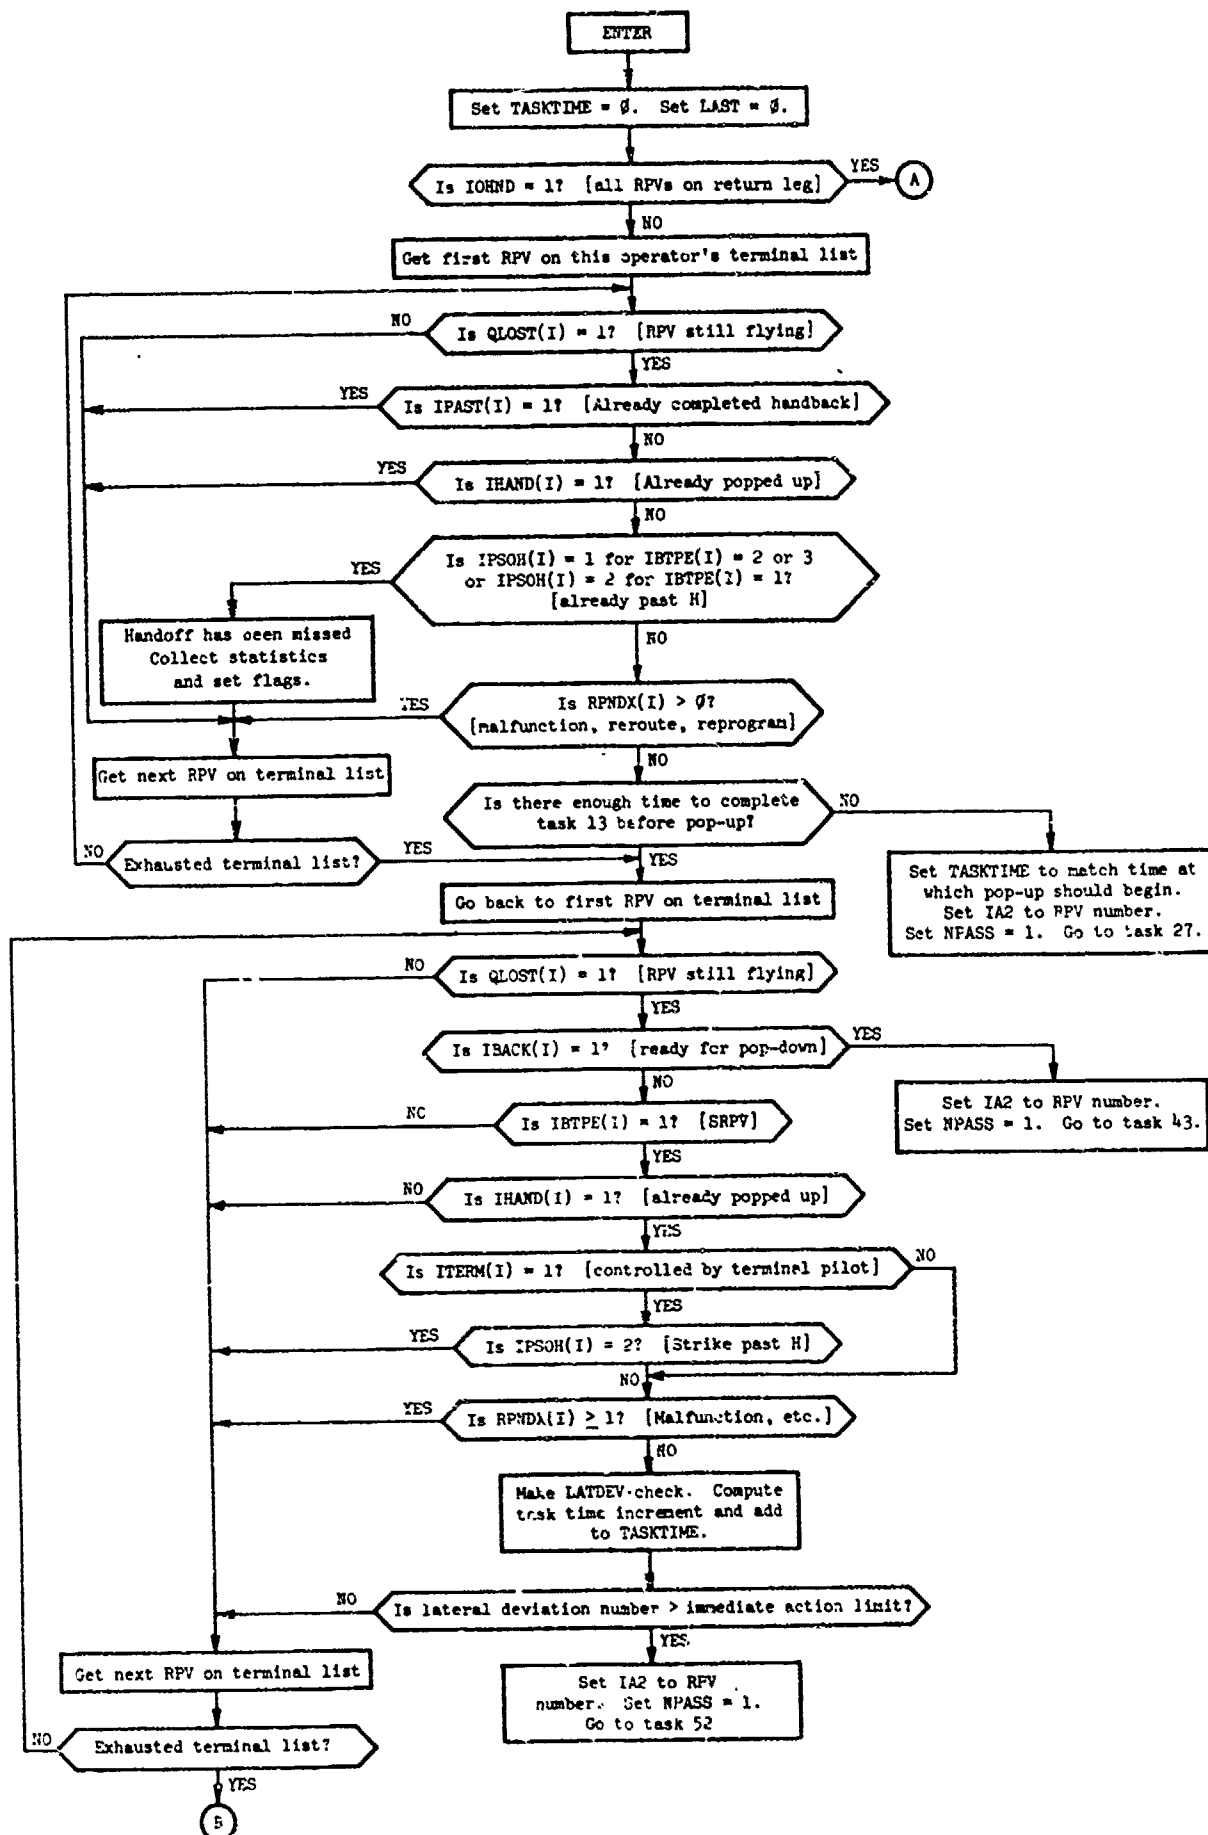 ENTER
Set TASKTIME = Ø. Set LAST = Ø.
Is IOHND = 1? [all RPVs on return leg]
YES
A
NO
Get first RPV on this operator's terminal list
NO
Is QLOST(I) = 1? [RPV still flying]
YES
YES
Is IPAST(I) = 1? [Already completed handback]
NO
YES
Is IHAND(I) = 1? [Already popped up]
NO
YES
Is IPSOH(I) = 1 for IBTPE(I) = 2 or 3
or IPSOH(I) = 2 for IBTPE(I) = 1?
[already past H]
NO
Handoff has been missed
Collect statistics
and set flags.
YES
Is RPNDX(I) > Ø?
[malfunction, reroute, reprogram]
NO
Get next RPV on terminal list
Is there enough time to complete
task 13 before pop-up?
NO
YES
NO
Exhausted terminal list?
YES
Set TASKTIME to match time at
which pop-up should begin.
Set IA2 to RPV number.
Set NPASS = 1. Go to task 27.
Go back to first RPV on terminal list
NO
Is QLOST(I) = 1? [RPV still flying]
YES
Is IBACK(I) = 1? [ready for pop-down]
YES
NO
Set IA2 to RPV number.
Set NPASS = 1. Go to task 43.
NO
Is IBTPE(I) = 1? [SRPV]
YES
NO
Is IHAND(I) = 1? [already popped up]
YES
Is ITERM(I) = 1? [controlled by terminal pilot]
NO
YES
YES
Is IPSOH(I) = 2? [Strike past H]
NO
YES
Is RPNDX(I) ≥ 1? [Malfunction, etc.]
NO
Make LATDEV-check. Compute
task time increment and add
to TASKTIME.
NO
Is lateral deviation number > immediate action limit?
YES
Get next RPV on terminal list
Set IA2 to RPV
number. Set NPASS = 1.
Go to task 52
NO
Exhausted terminal list?
YES
B